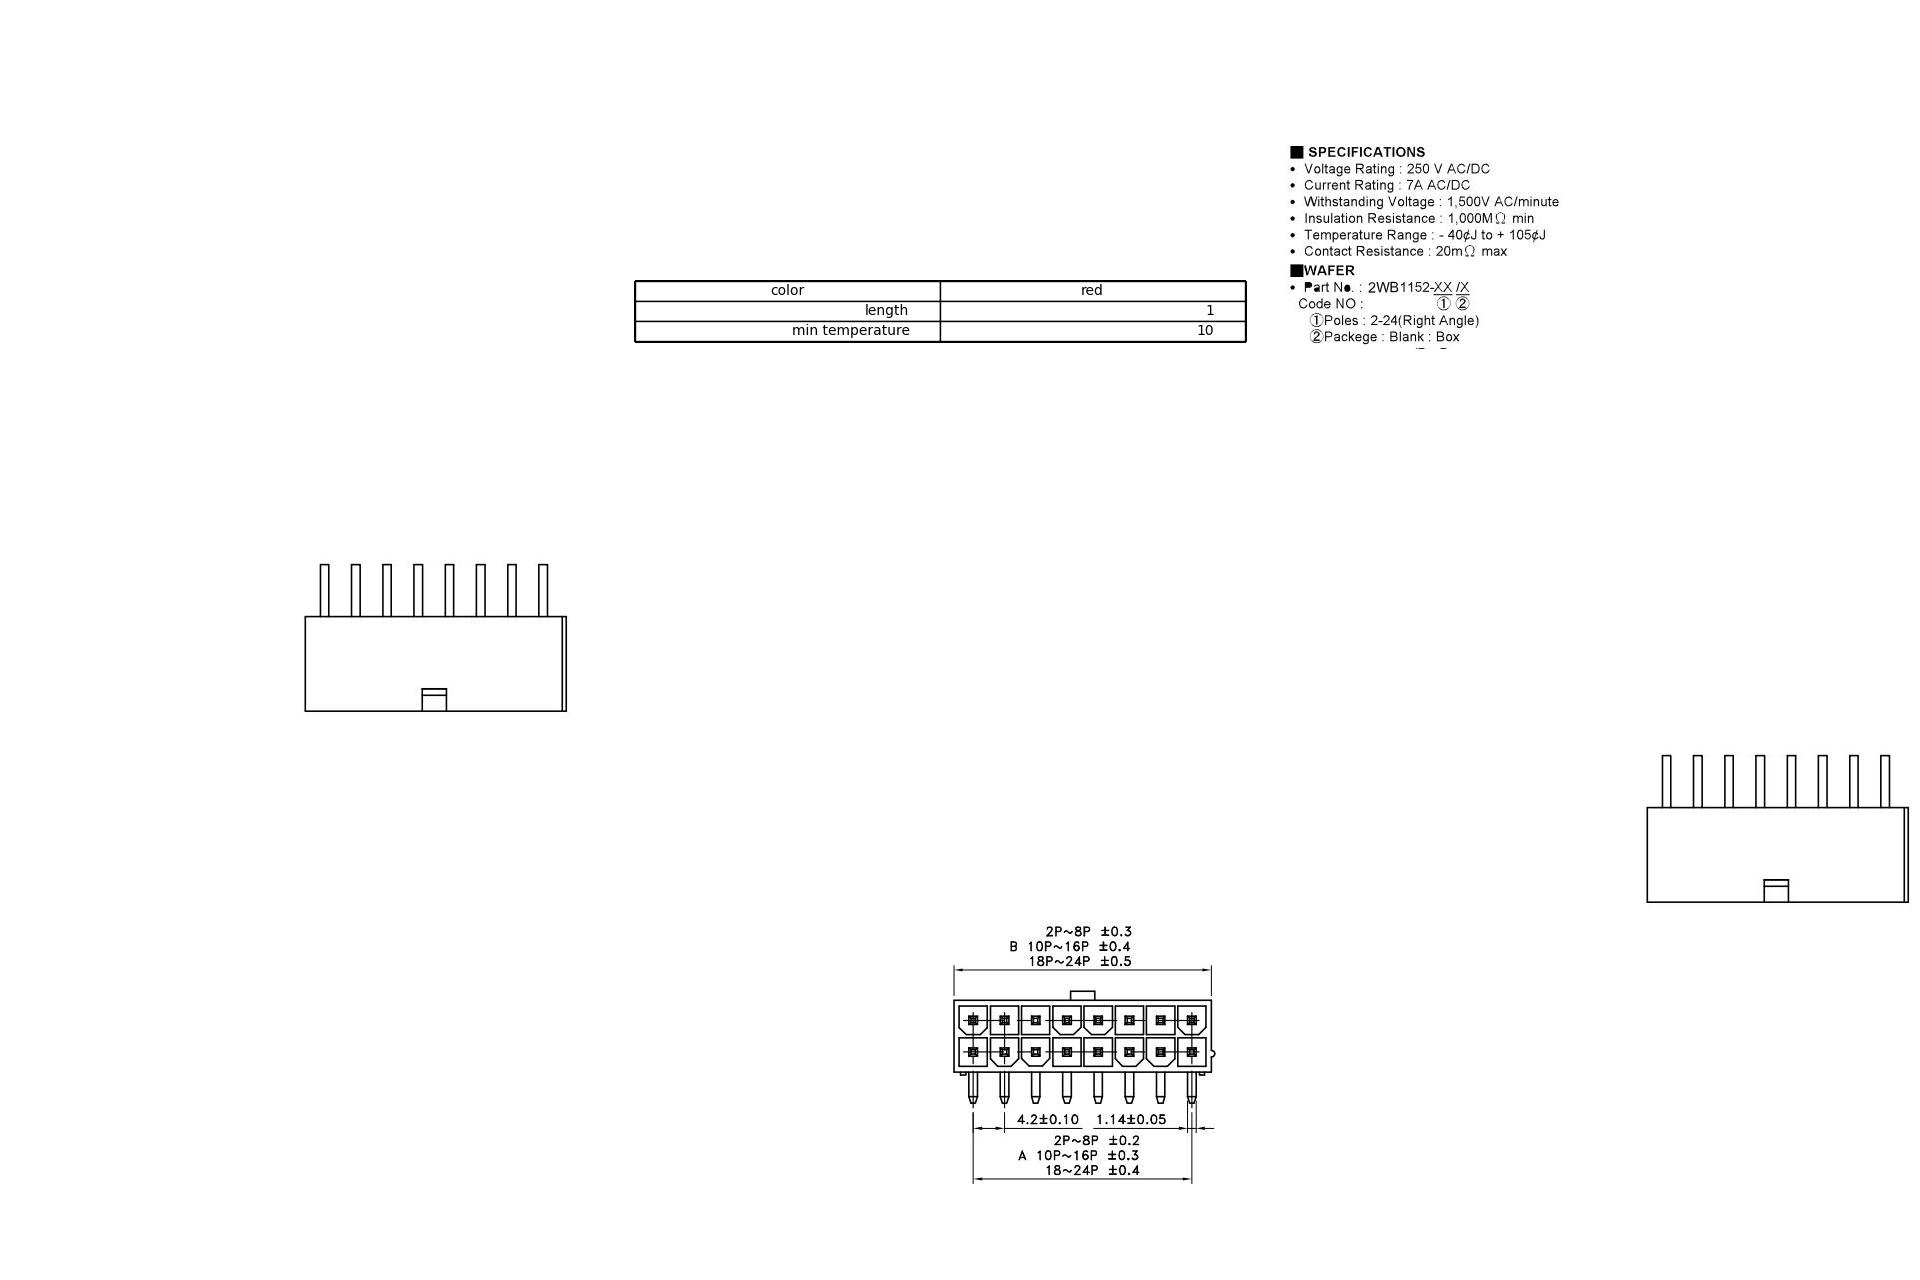 ■ SPECIFICATIONS
• Voltage Rating : 250 V AC/DC
• Current Rating : 7A AC/DC
• Withstanding Voltage : 1,500V AC/minute
• Insulation Resistance : 1,000MΩ min
• Temperature Range : - 40¢J to + 105¢J
• Contact Resistance : 20mΩ max
■WAFER
• Part No. : 2WB1152-XX /X
Code NO : ① ②
①Poles : 2-24(Right Angle)
②Packege : Blank : Box
color red
length 1
min temperature 10
2P~8P ±0.3
B 10P~16P ±0.4
18P~24P ±0.5
4.2±0.10 1.14±0.05
2P~8P ±0.2
A 10P~16P ±0.3
18~24P ±0.4